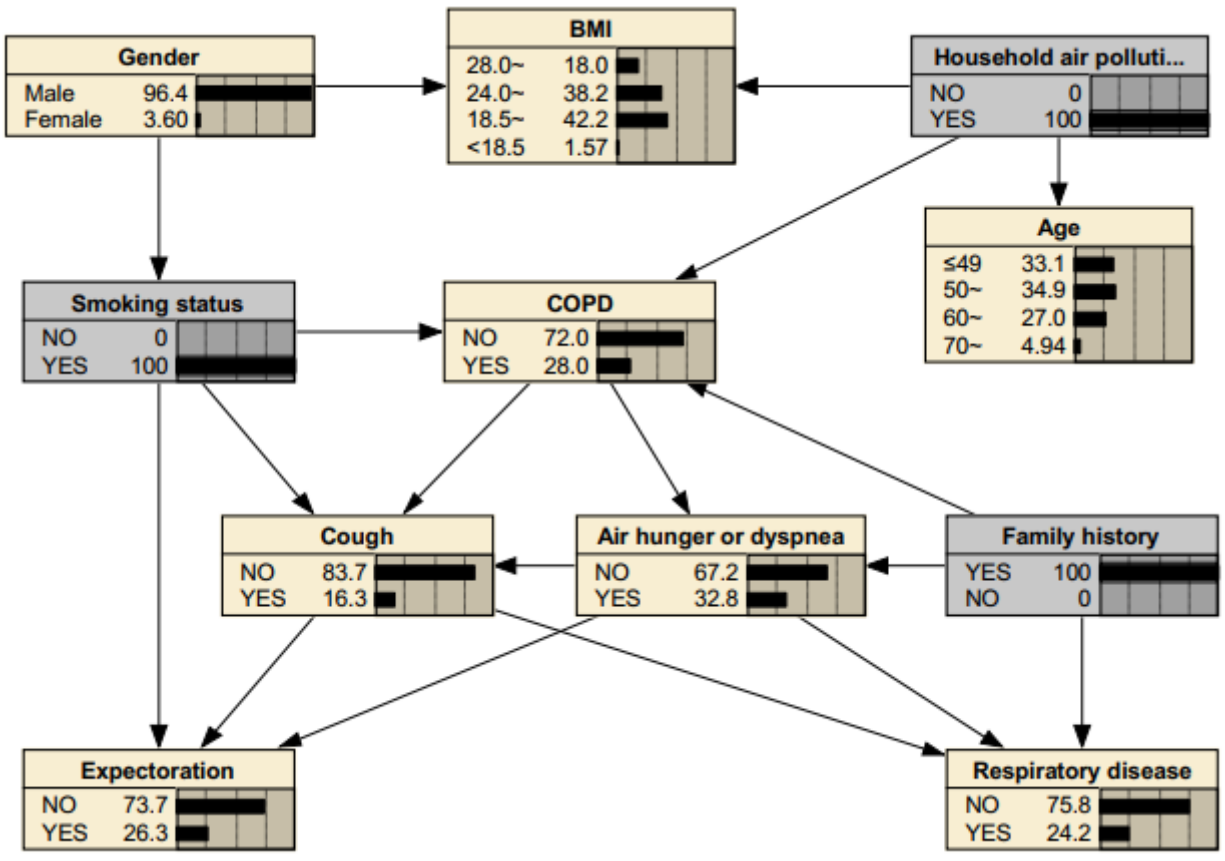 Gender
Male 96.4
Female 3.60
BMI
28.0~ 18.0
24.0~ 38.2
18.5~ 42.2
<18.5 1.57
Household air polluti...
NO 0
YES 100
Age
≤49 33.1
50~ 34.9
60~ 27.0
70~ 4.94
Smoking status
NO 0
YES 100
COPD
NO 72.0
YES 28.0
Cough
NO 83.7
YES 16.3
Air hunger or dyspnea
NO 67.2
YES 32.8
Family history
YES 100
NO 0
Expectoration
NO 73.7
YES 26.3
Respiratory disease
NO 75.8
YES 24.2